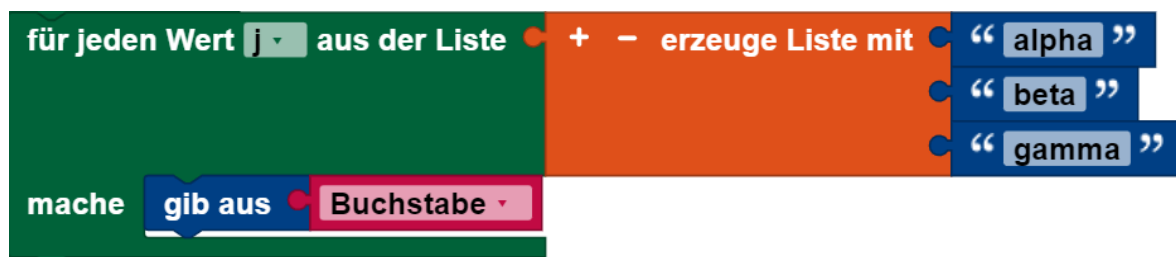 für jeden Wert j aus der Liste + − erzeuge Liste mit “ alpha ”
“ beta ”
“ gamma ”
mache gib aus Buchstabe